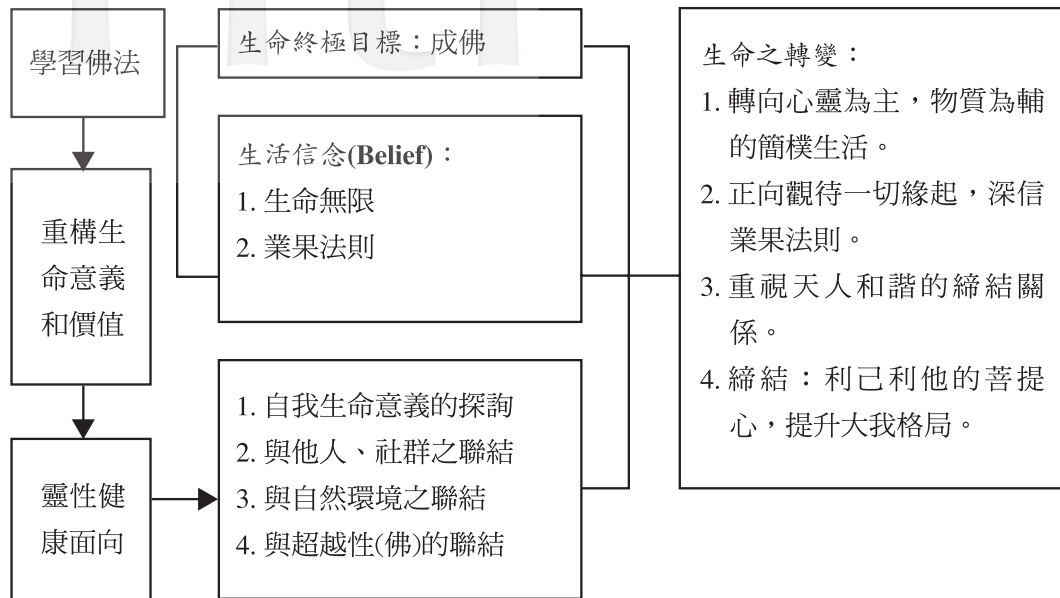 學習佛法
重構生
命意義
和價值
靈性健
康面向
生命終極目標：成佛
生活信念(Belief)：
1. 生命無限
2. 業果法則
1. 自我生命意義的探詢
2. 與他人、社群之聯結
3. 與自然環境之聯結
4. 與超越性(佛)的聯結
生命之轉變：
1. 轉向心靈為主，物質為輔
的簡樸生活。
2. 正向觀待一切緣起，深信
業果法則。
3. 重視天人和諧的締結關
係。
4. 締結：利己利他的菩提
心，提升大我格局。